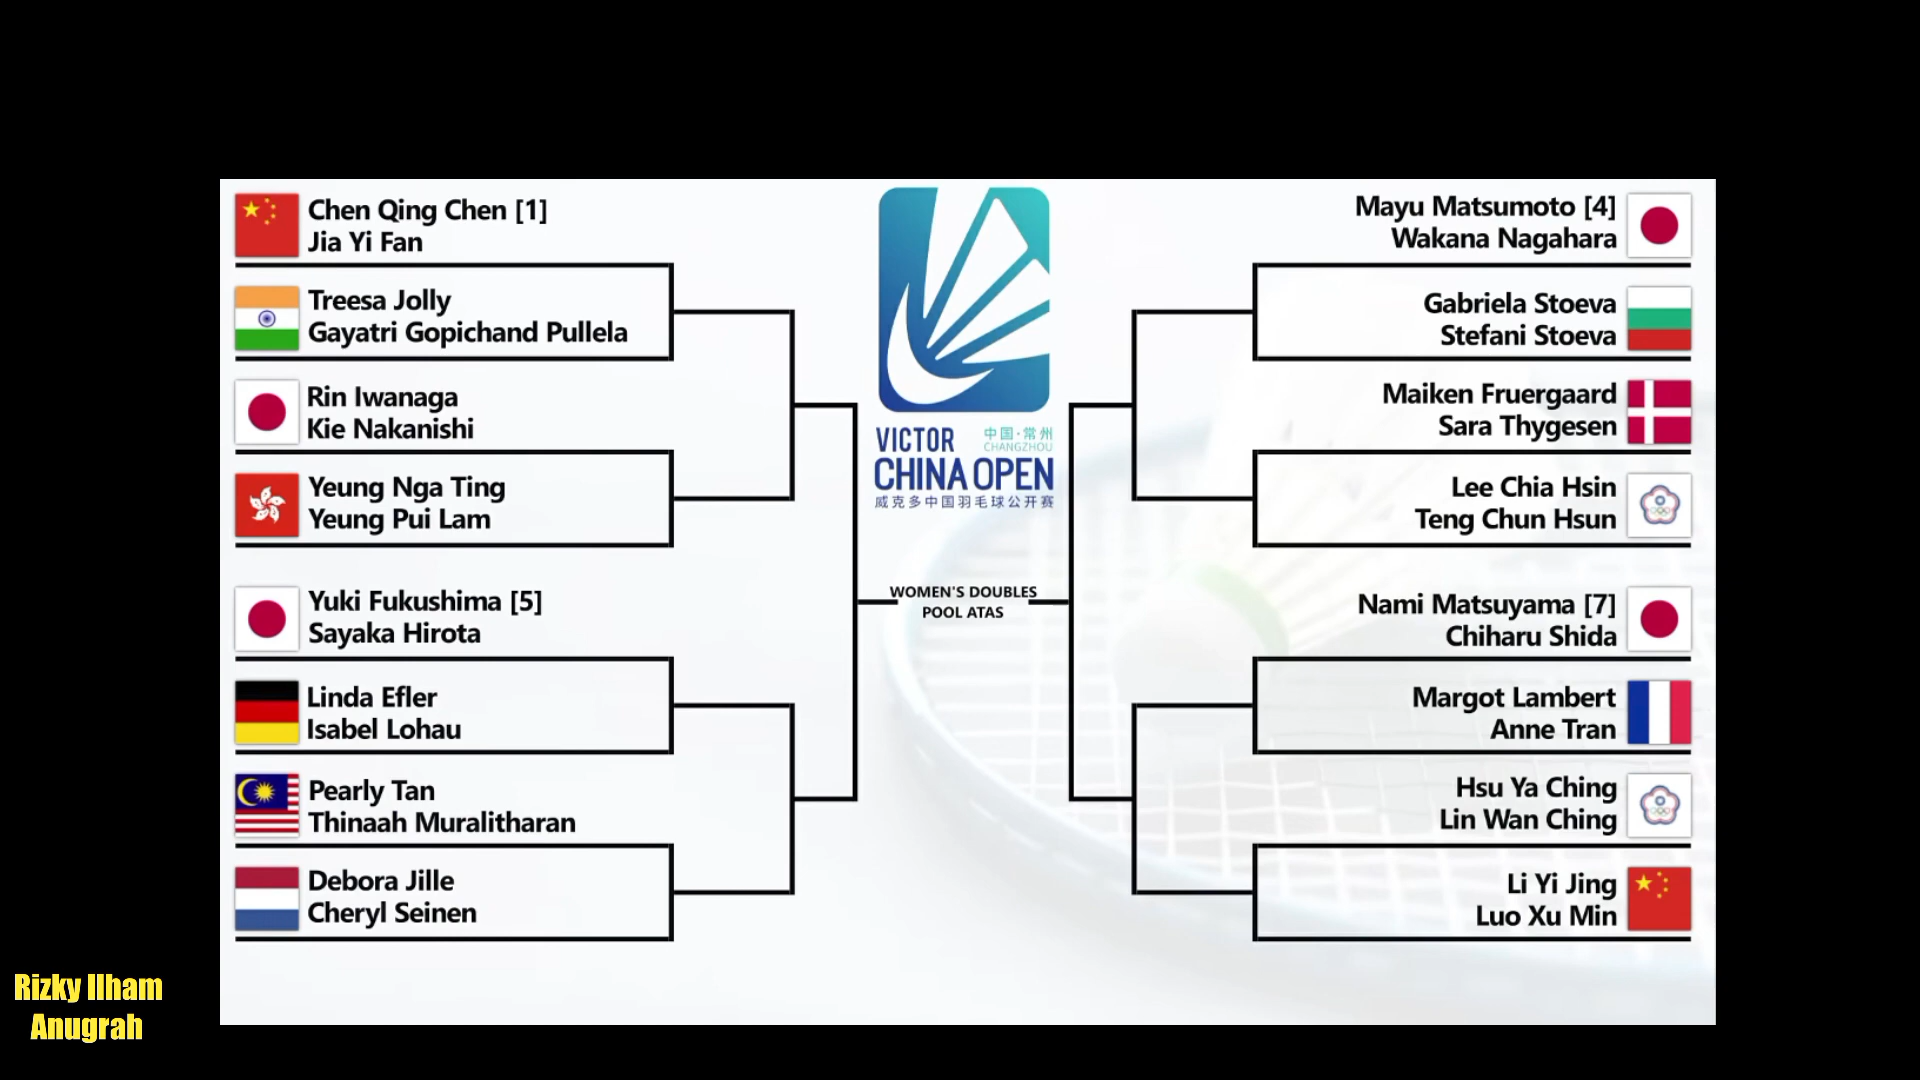 Chen Qing Chen [1]
Jia Yi Fan
Treesa Jolly
Gayatri Gopichand Pullela
Rin Iwanaga
Kie Nakanishi
Yeung Nga Ting
Yeung Pui Lam
Yuki Fukushima [5]
Sayaka Hirota
Linda Efler
Isabel Lohau
Pearly Tan
Thinaah Muralitharan
Debora Jille
Cheryl Seinen
VICTOR
中国·常州
CHANGZHOU
CHINA OPEN
威克多中国羽毛球公开赛
WOMEN'S DOUBLES
POOL ATAS
Mayu Matsumoto [4]
Wakana Nagahara
Gabriela Stoeva
Stefani Stoeva
Maiken Fruergaard
Sara Thygesen
Lee Chia Hsin
Teng Chun Hsun
Nami Matsuyama [7]
Chiharu Shida
Margot Lambert
Anne Tran
Hsu Ya Ching
Lin Wan Ching
Li Yi Jing
Luo Xu Min
Rizky Ilham
Anugrah